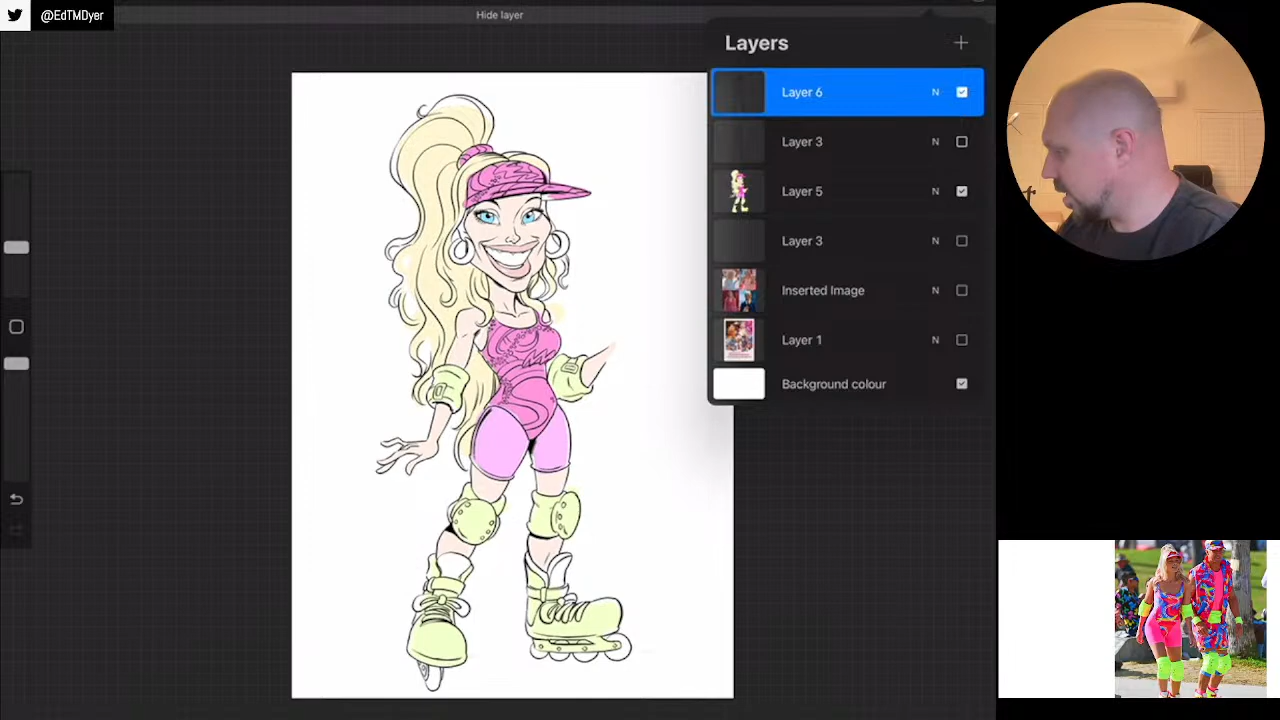 @EdTMDyer
Hide layer
Layers
Layer 6 N
Layer 3 N
Layer 5 N
Layer 3 N
Inserted Image N
Layer 1 N
Background colour